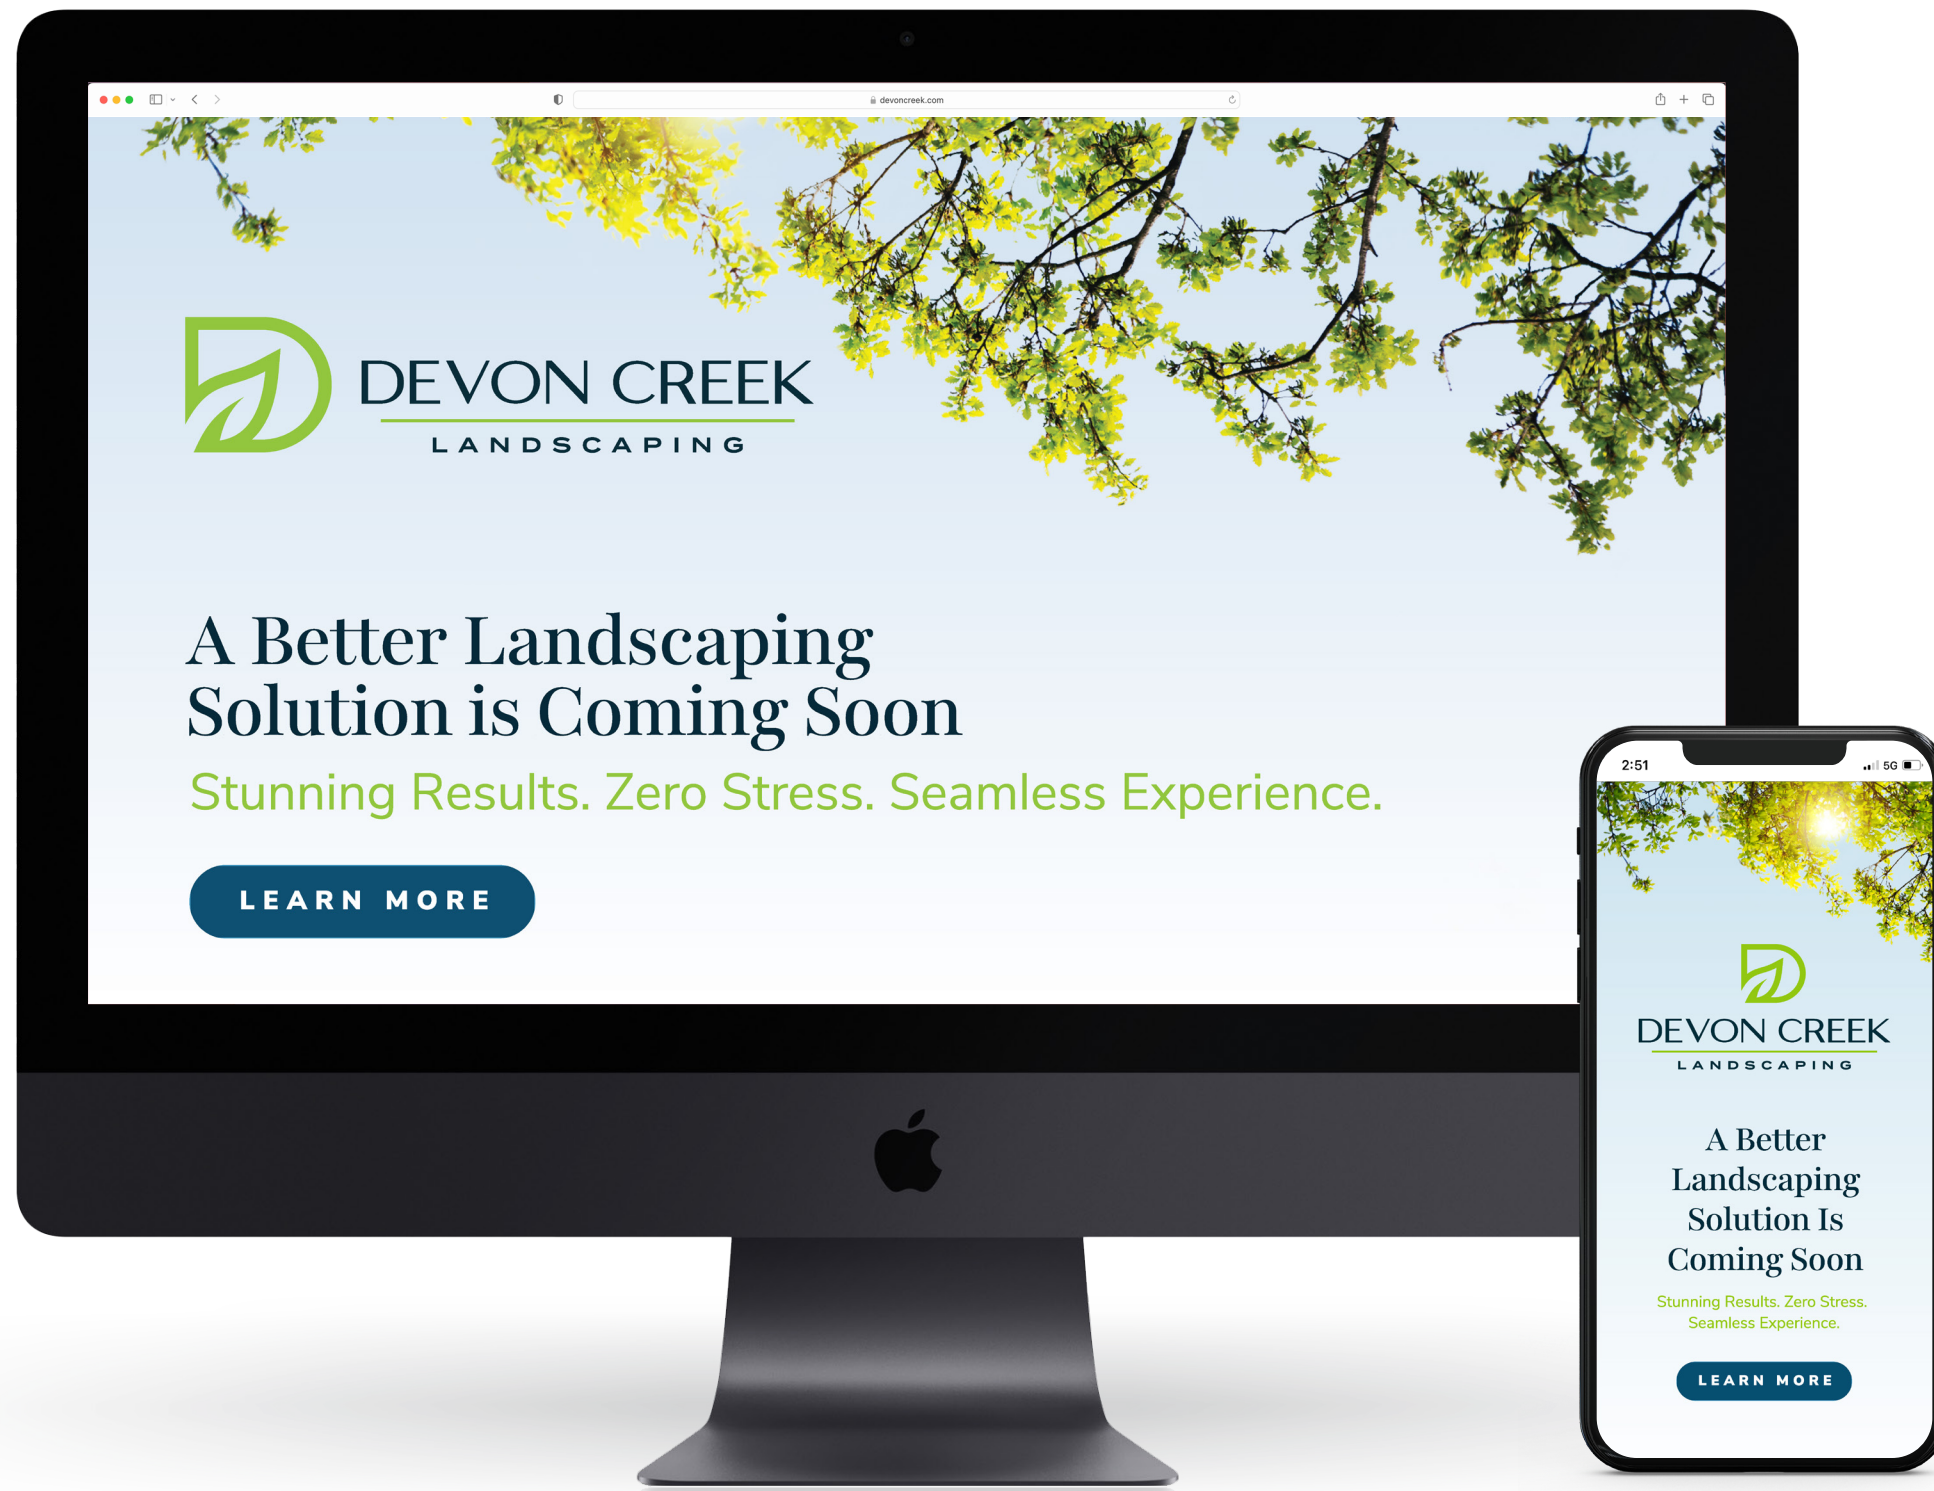 devoncreek.com
DEVON CREEK
LANDSCAPING
A Better Landscaping
Solution is Coming Soon
Stunning Results. Zero Stress. Seamless Experience.
LEARN MORE
2:51
5G
DEVON CREEK
LANDSCAPING
A Better
Landscaping
Solution Is
Coming Soon
Stunning Results. Zero Stress.
Seamless Experience.
LEARN MORE